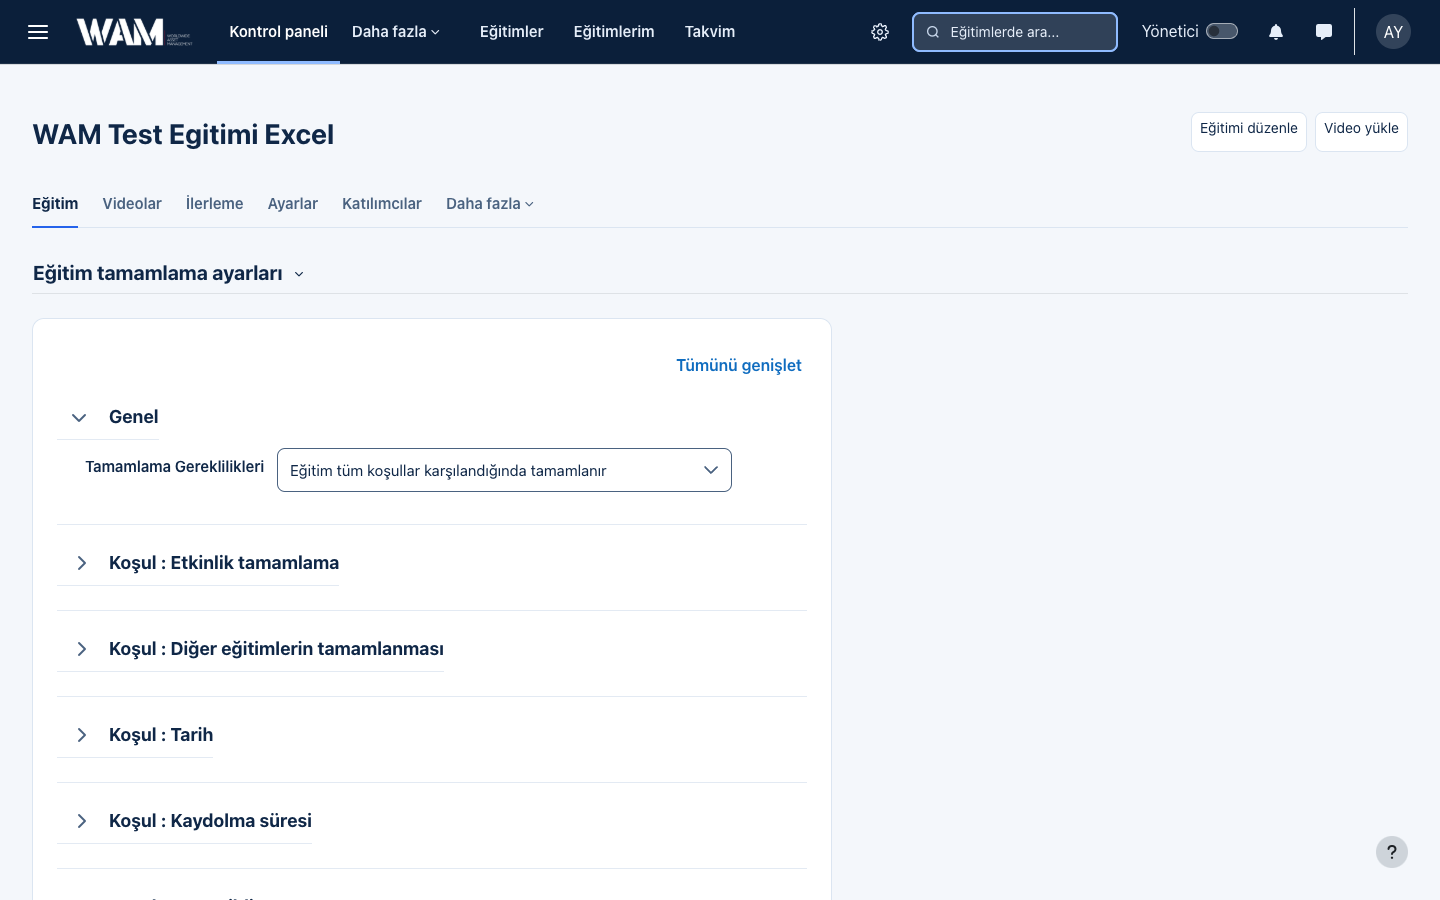 WAM
Kontrol paneli
Daha fazla
Eğitimler
Eğitimlerim
Takvim
Eğitimlerde ara...
Yönetici
AY
WAM Test Egitimi Excel
Eğitimi düzenle
Video yükle
Eğitim
Videolar
İlerleme
Ayarlar
Katılımcılar
Daha fazla
Eğitim tamamlama ayarları
Tümünü genişlet
Genel
Tamamlama Gereklilikleri
Eğitim tüm koşullar karşılandığında tamamlanır
Koşul : Etkinlik tamamlama
Koşul : Diğer eğitimlerin tamamlanması
Koşul : Tarih
Koşul : Kaydolma süresi
?